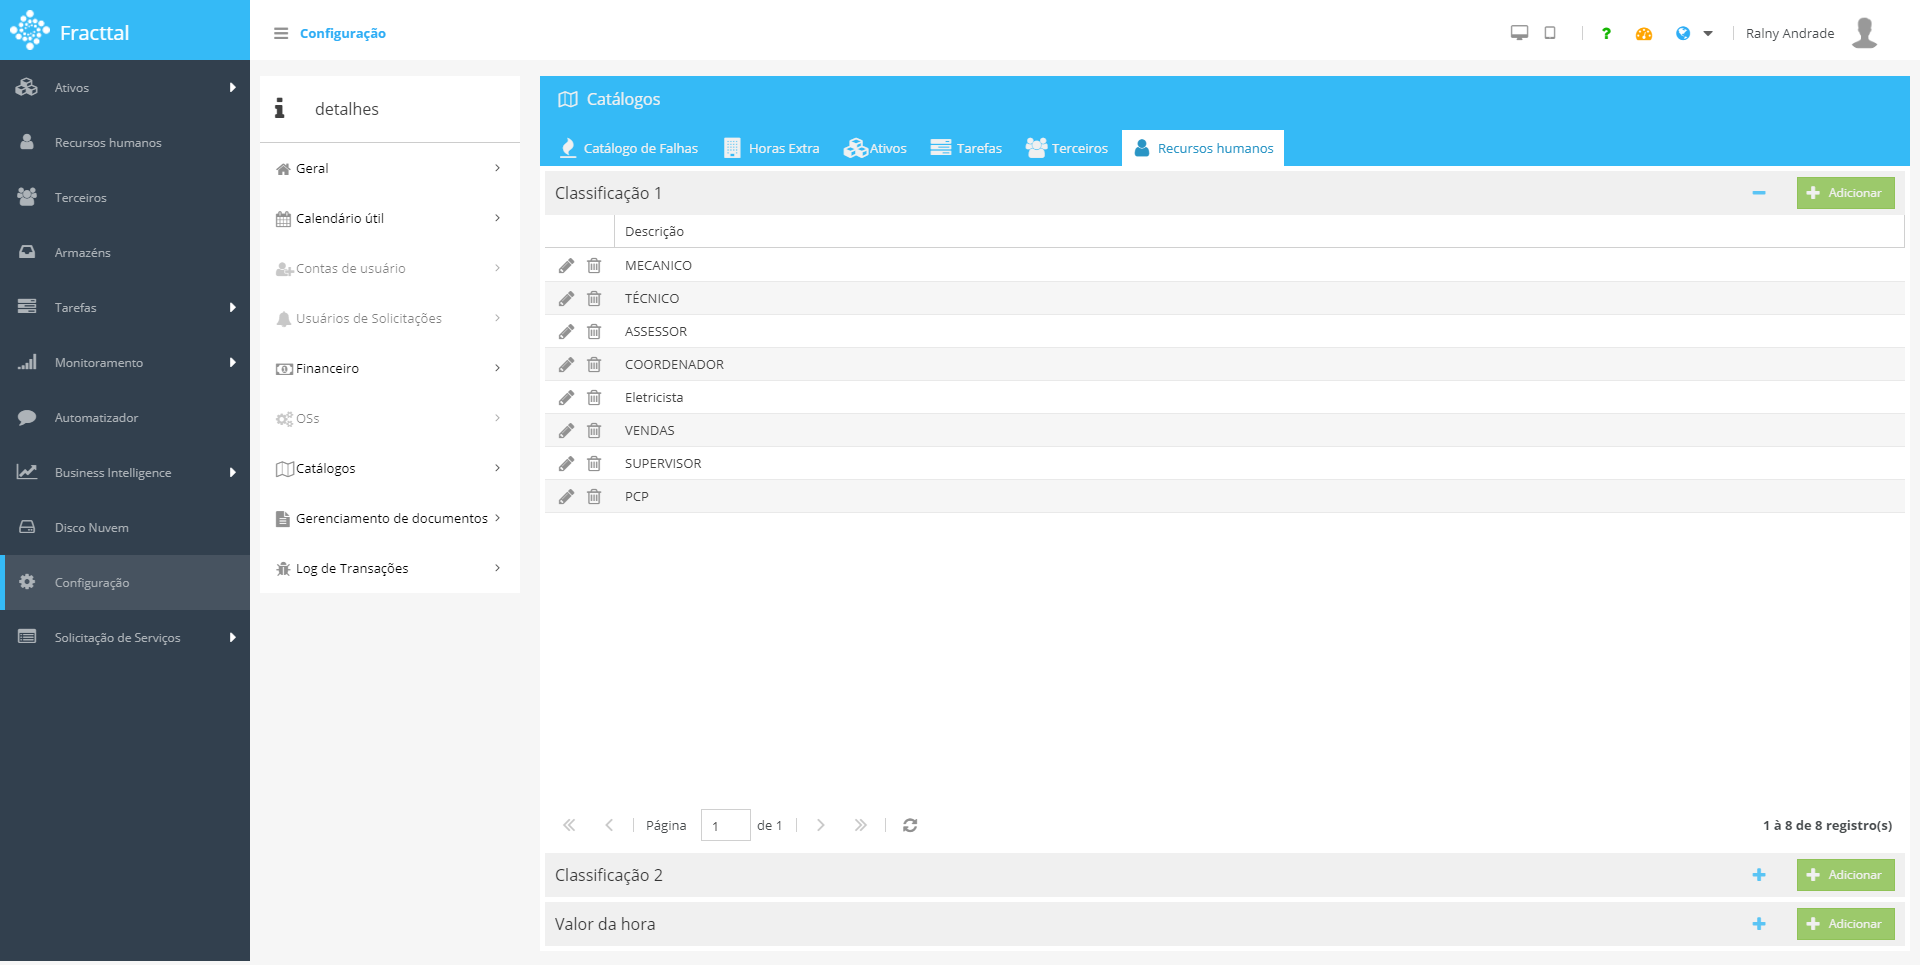 Fracttal
Configuração
?
Ralny Andrade
Ativos
Recursos humanos
Terceiros
Armazéns
Tarefas
Monitoramento
Automatizador
Business Intelligence
Disco Nuvem
Configuração
Solicitação de Serviços
detalhes
Geral
Calendário útil
Contas de usuário
Usuários de Solicitações
Financeiro
OSs
Catálogos
Gerenciamento de documentos
Log de Transações
Catálogos
Catálogo de Falhas Horas Extra Ativos Tarefas Terceiros Recursos humanos
Classificação 1 Adicionar
Descrição
MECANICO
TÉCNICO
ASSESSOR
COORDENADOR
Eletricista
VENDAS
SUPERVISOR
PCP
Página 1 de 1 1 à 8 de 8 registro(s)
Classificação 2 Adicionar
Valor da hora Adicionar